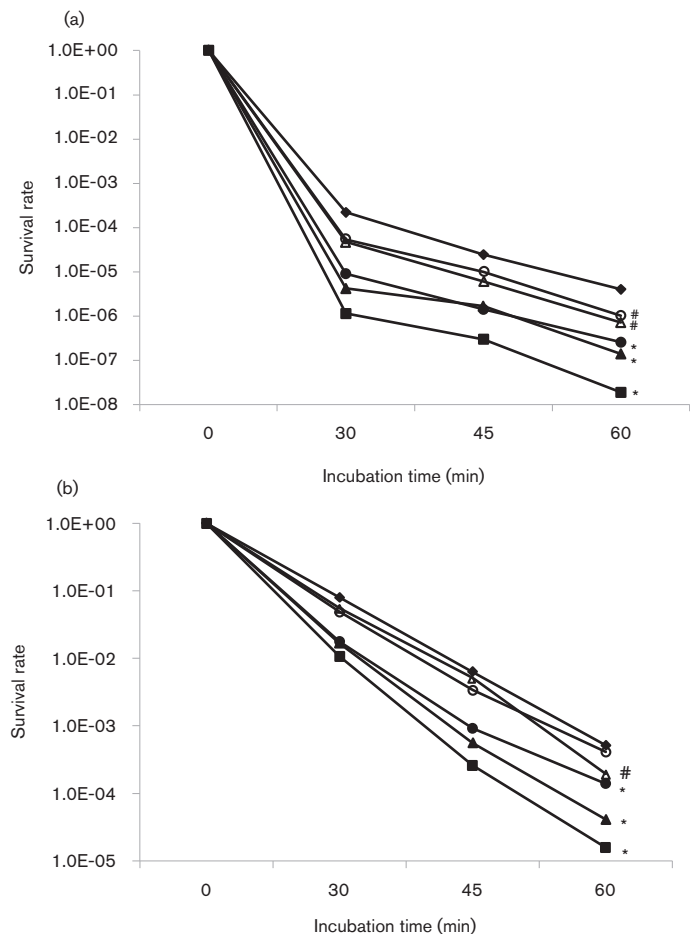 (a)
1.0E+00
1.0E-01
1.0E-02
1.0E-03
1.0E-04
1.0E-05
1.0E-06
1.0E-07
1.0E-08
Survival rate
#
#
*
*
*
0 30 45 60
Incubation time (min)
(b)
1.0E+00
1.0E-01
1.0E-02
1.0E-03
1.0E-04
1.0E-05
Survival rate
#
*
*
*
0 30 45 60
Incubation time (min)